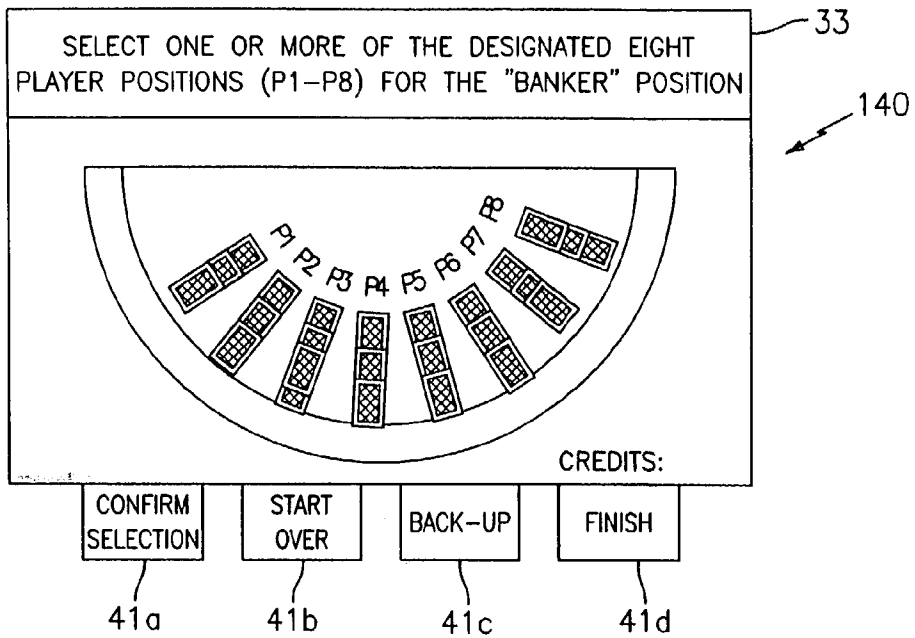 33
SELECT ONE OR MORE OF THE DESIGNATED EIGHT
PLAYER POSITIONS (P1-P8) FOR THE "BANKER" POSITION
140
P1 P2 P3 P4 P5 P6 P7 P8
CREDITS:
CONFIRM
SELECTION
START
OVER
BACK-UP
FINISH
41a 41b 41c 41d